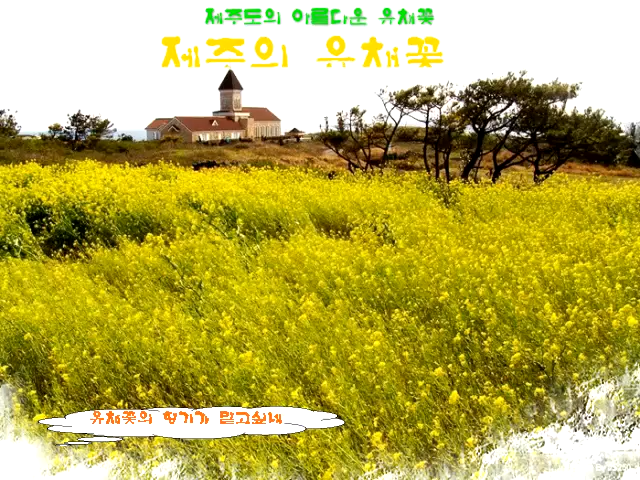 제주도의 아름다운 유채꽃
제주의 유채꽃
유채꽃의 향기가 맡고싶네